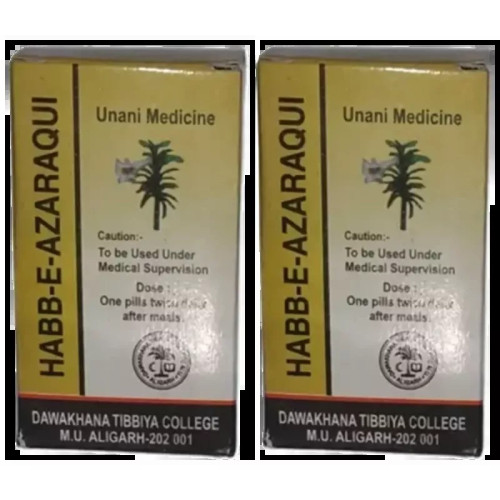 HABB-E-AZARAQUI
Unani Medicine
Caution:-
To be Used Under
Medical Supervision
Dose :
One pills twice daily
after meals.
DAWAKHANA TIBBIYA COLLEGE
M.U. ALIGARH-202 001
HABB-E-AZARAQUI
Unani Medicine
Caution:-
To be Used Under
Medical Supervision
Dose :
One pills twice daily
after meals.
DAWAKHANA TIBBIYA COLLEGE
M.U. ALIGARH-202 001